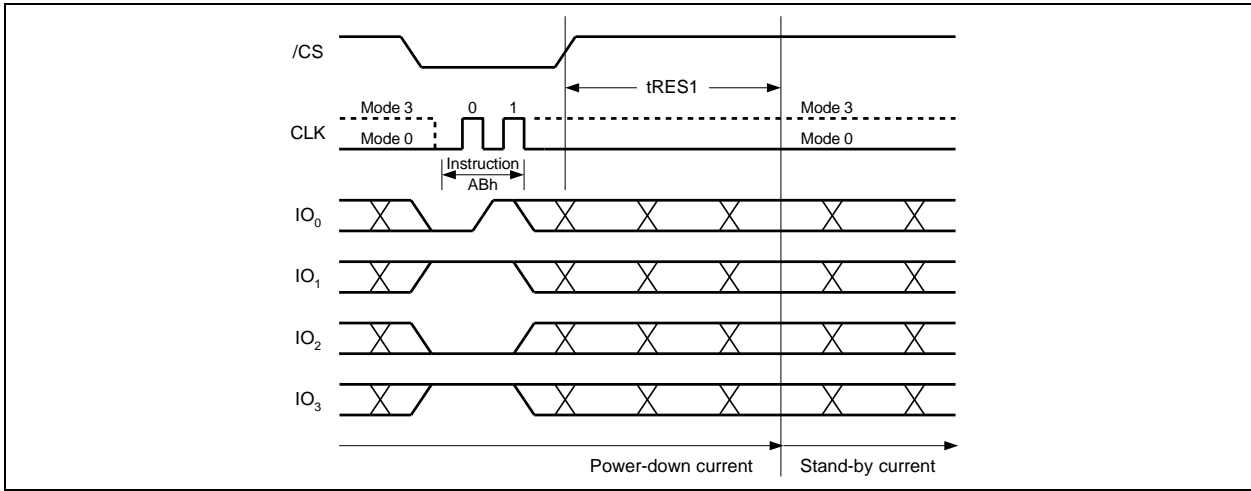 /CS
tRES1
Mode 3 0 1 Mode 3
CLK
Mode 0 Mode 0
Instruction
ABh
IO0
IO1
IO2
IO3
Power-down current Stand-by current